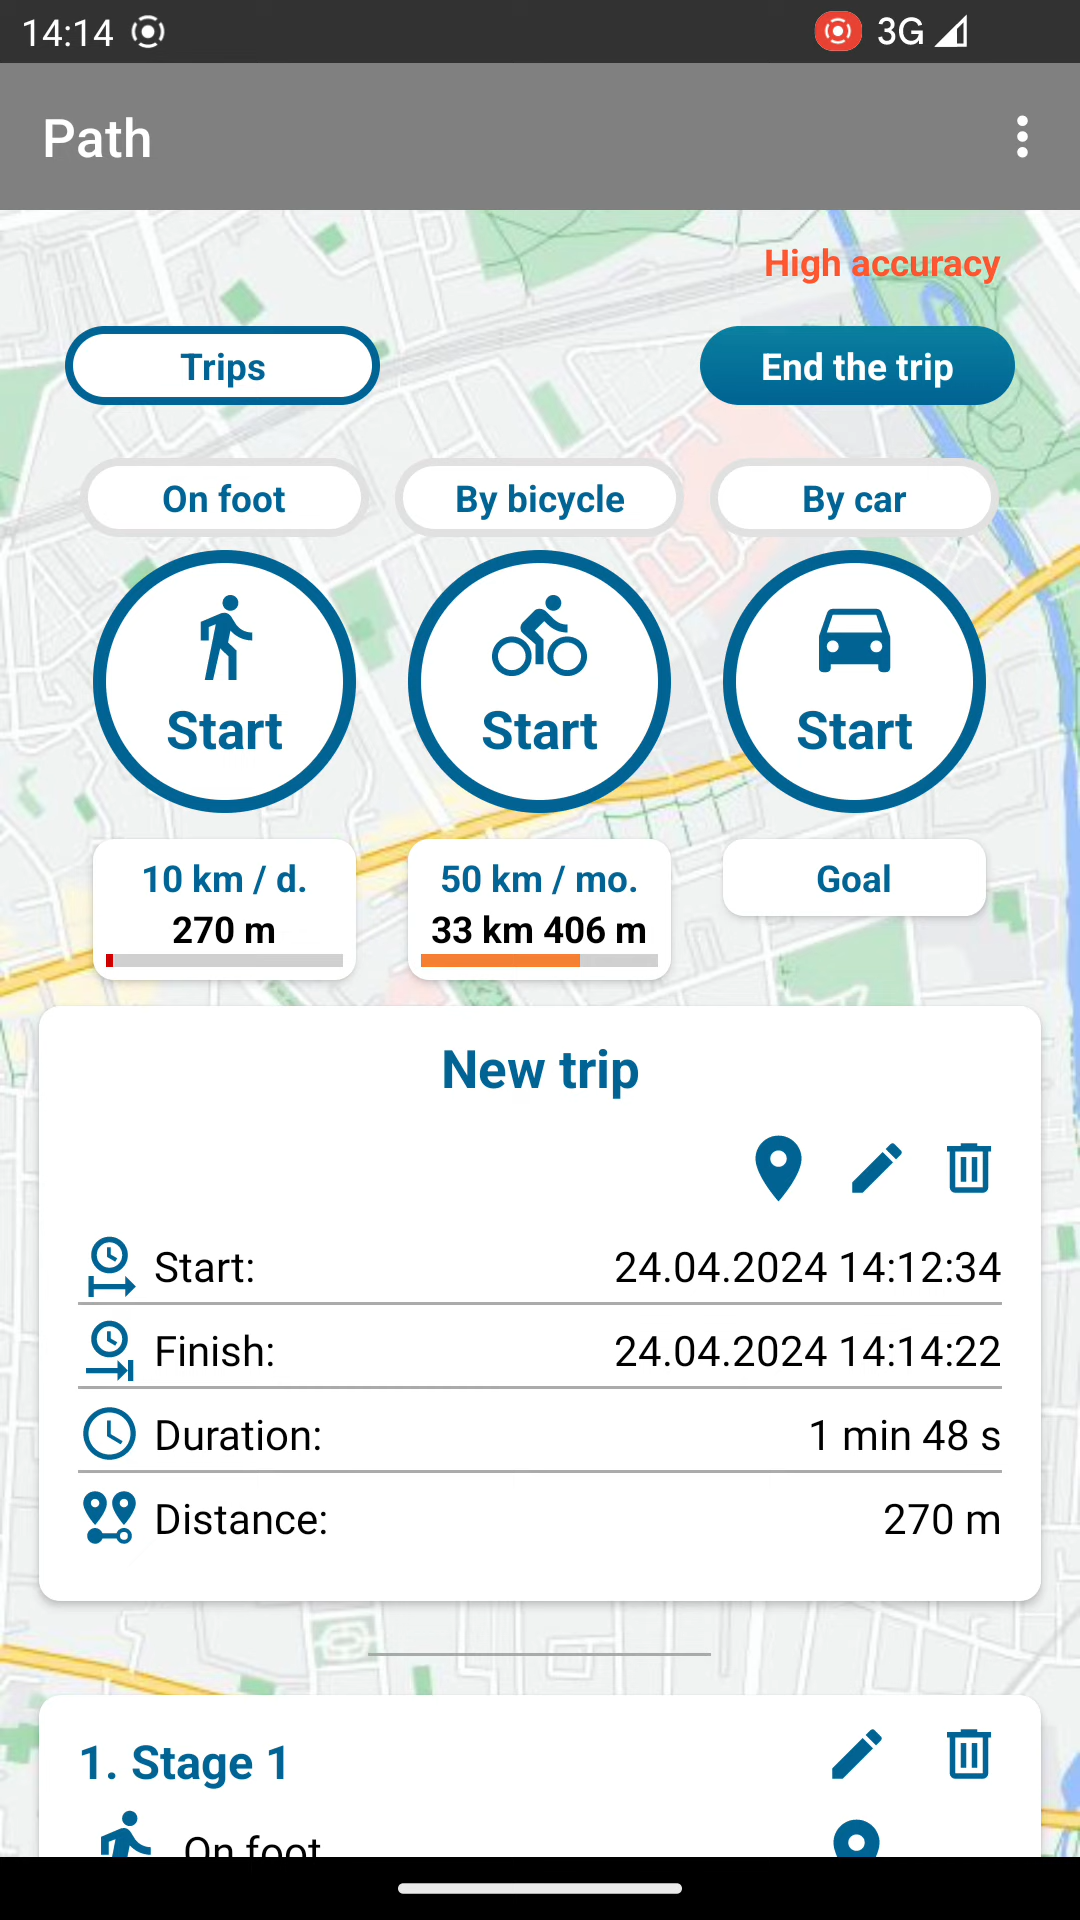 14:14 3G
Path
High accuracy
Trips End the trip
On foot By bicycle By car
Start Start Start
10 km / d. 50 km / mo. Goal
270 m 33 km 406 m
New trip
Start: 24.04.2024 14:12:34
Finish: 24.04.2024 14:14:22
Duration: 1 min 48 s
Distance: 270 m
1. Stage 1
On foot